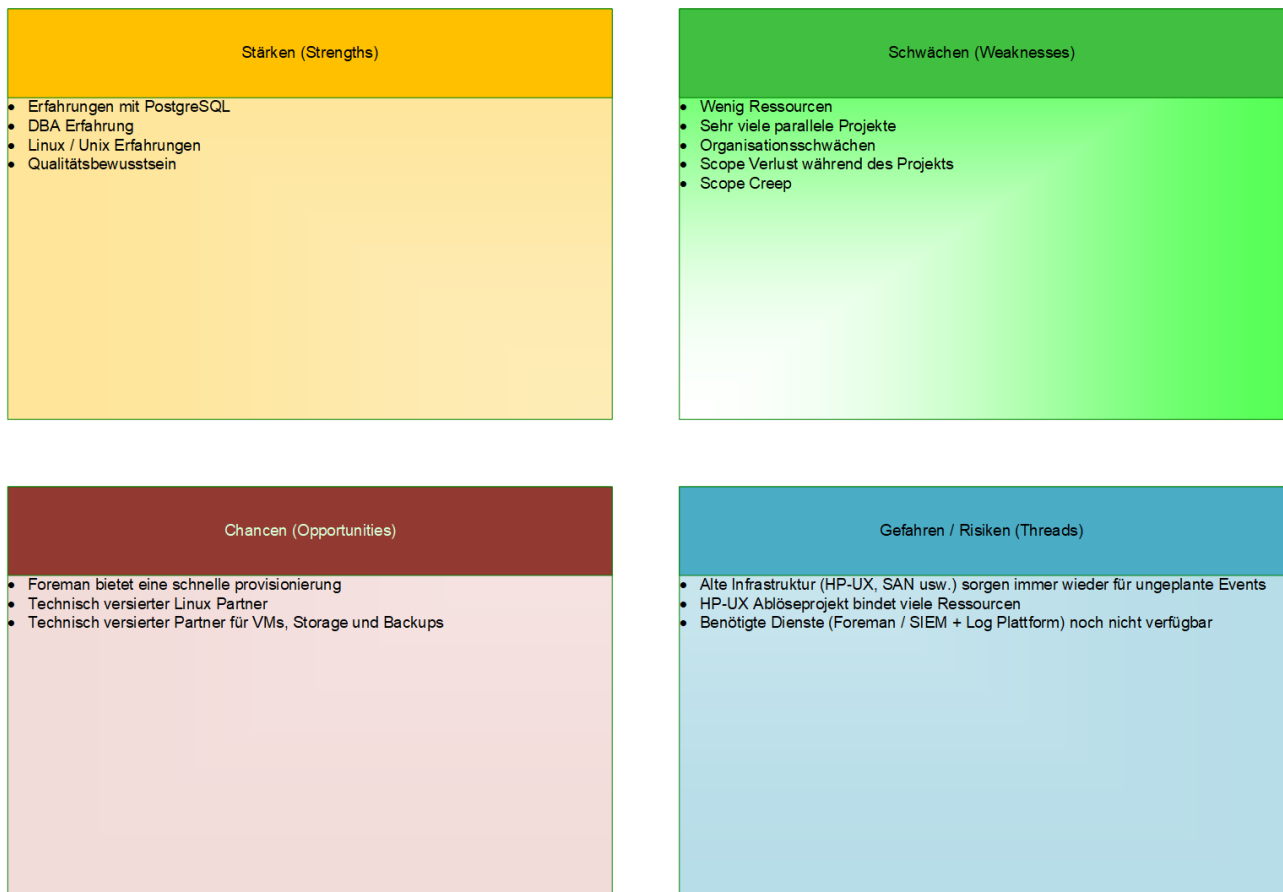 Stärken (Strengths)
• Erfahrungen mit PostgreSQL
• DBA Erfahrung
• Linux / Unix Erfahrungen
• Qualitätsbewusstsein
Schwächen (Weaknesses)
• Wenig Ressourcen
• Sehr viele parallele Projekte
• Organisationsschwächen
• Scope Verlust während des Projekts
• Scope Creep
Chancen (Opportunities)
• Foreman bietet eine schnelle provisionierung
• Technisch versierter Linux Partner
• Technisch versierter Partner für VMs, Storage und Backups
Gefahren / Risiken (Threads)
• Alte Infrastruktur (HP-UX, SAN usw.) sorgen immer wieder für ungeplante Events
• HP-UX Ablöseprojekt bindet viele Ressourcen
• Benötigte Dienste (Foreman / SIEM + Log Plattform) noch nicht verfügbar